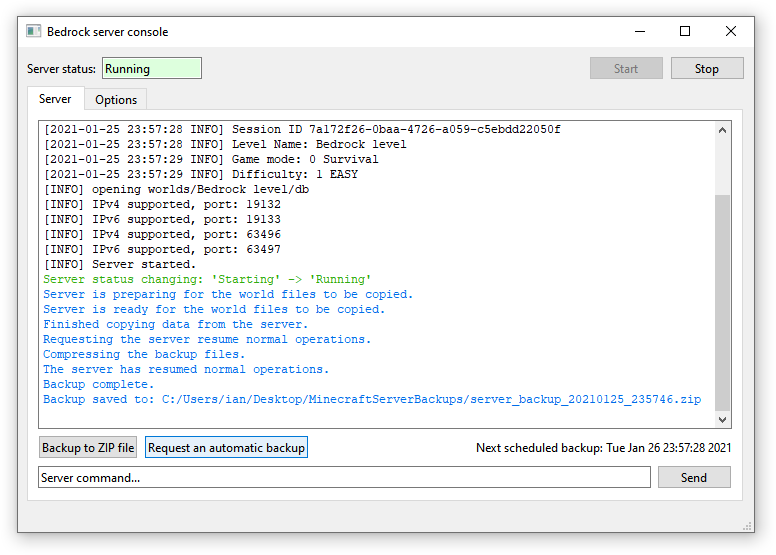 Bedrock server console
Server status: Running Start Stop
Server Options
[2021-01-25 23:57:28 INFO] Session ID 7a172f26-0baa-4726-a059-c5ebdd22050f
[2021-01-25 23:57:28 INFO] Level Name: Bedrock level
[2021-01-25 23:57:29 INFO] Game mode: 0 Survival
[2021-01-25 23:57:29 INFO] Difficulty: 1 EASY
[INFO] opening worlds/Bedrock level/db
[INFO] IPv4 supported, port: 19132
[INFO] IPv6 supported, port: 19133
[INFO] IPv4 supported, port: 63496
[INFO] IPv6 supported, port: 63497
[INFO] Server started.
Server status changing: 'Starting' -> 'Running'
Server is preparing for the world files to be copied.
Server is ready for the world files to be copied.
Finished copying data from the server.
Requesting the server resume normal operations.
Compressing the backup files.
The server has resumed normal operations.
Backup complete.
Backup saved to: C:/Users/ian/Desktop/MinecraftServerBackups/server_backup_20210125_235746.zip
Backup to ZIP file Request an automatic backup Next scheduled backup: Tue Jan 26 23:57:28 2021
Server command... Send